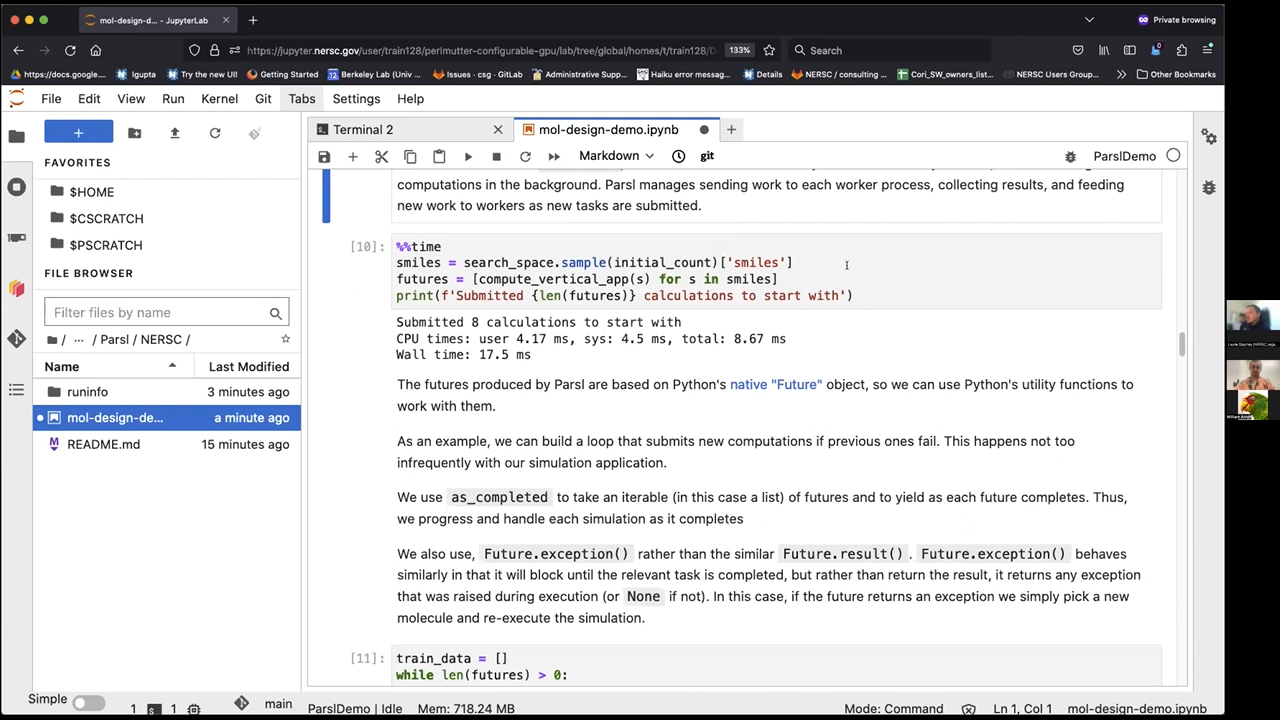 mol-design-d... - JupyterLab
Private browsing
https://jupyter.nersc.gov/user/train128/perlmutter-configurable-gpu/lab/tree/global/homes/t/train128/D
133%
Search
https://docs.google....
lgupta
Try the new UI!
Getting Started
Berkeley Lab (Univ ...
Issues · csg · GitLab
Administrative Sup...
Haiku error messag...
Details
NERSC / consulting ...
Cori_SW_owners_list...
NERSC Users Group...
Other Bookmarks
File Edit View Run Kernel Git Tabs Settings Help
Terminal 2
mol-design-demo.ipynb
Markdown
git
ParslDemo
FAVORITES
$HOME
$CSCRATCH
$PSCRATCH
FILE BROWSER
Filter files by name
/ ... / Parsl / NERSC /
Name Last Modified
runinfo 3 minutes ago
mol-design-de... a minute ago
README.md 15 minutes ago
computations in the background. Parsl manages sending work to each worker process, collecting results, and feeding
new work to workers as new tasks are submitted.
[10]: %%time
smiles = search_space.sample(initial_count)['smiles']
futures = [compute_vertical_app(s) for s in smiles]
print(f'Submitted {len(futures)} calculations to start with')
Submitted 8 calculations to start with
CPU times: user 4.17 ms, sys: 4.5 ms, total: 8.67 ms
Wall time: 17.5 ms
The futures produced by Parsl are based on Python's native "Future" object, so we can use Python's utility functions to
work with them.
As an example, we can build a loop that submits new computations if previous ones fail. This happens not too
infrequently with our simulation application.
We use as_completed to take an iterable (in this case a list) of futures and to yield as each future completes. Thus,
we progress and handle each simulation as it completes
We also use, Future.exception() rather than the similar Future.result(). Future.exception() behaves
similarly in that it will block until the relevant task is completed, but rather than return the result, it returns any exception
that was raised during execution (or None if not). In this case, if the future returns an exception we simply pick a new
molecule and re-execute the simulation.
[11]: train_data = []
while len(futures) > 0:
Simple
1
1
main
ParslDemo | Idle
Mem: 718.24 MB
Mode: Command
Ln 1, Col 1
mol-design-demo.ipynb